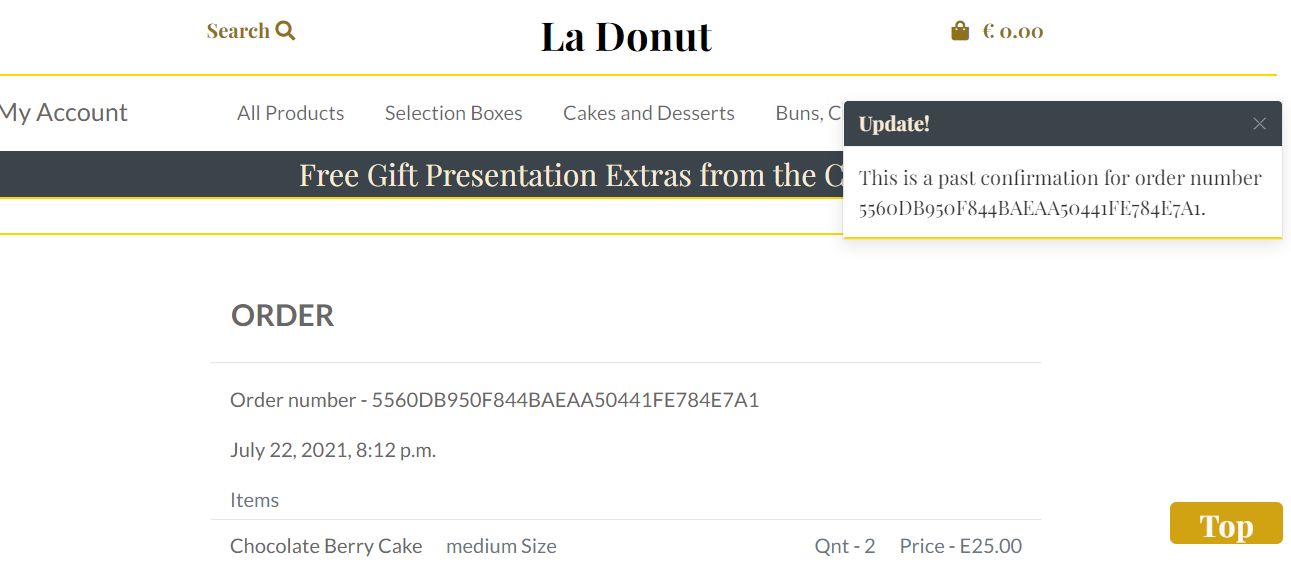 Search
La Donut
€ 0.00
My Account
All Products
Selection Boxes
Cakes and Desserts
Buns,
Update!
This is a past confirmation for order number
5560DB950F844BAEAA50441FE784E7A1.
Free Gift Presentation Extras from the
ORDER
Order number - 5560DB950F844BAEAA50441FE784E7A1
July 22, 2021, 8:12 p.m.
Items
Chocolate Berry Cake medium Size Qnt - 2 Price - E25.00
Top